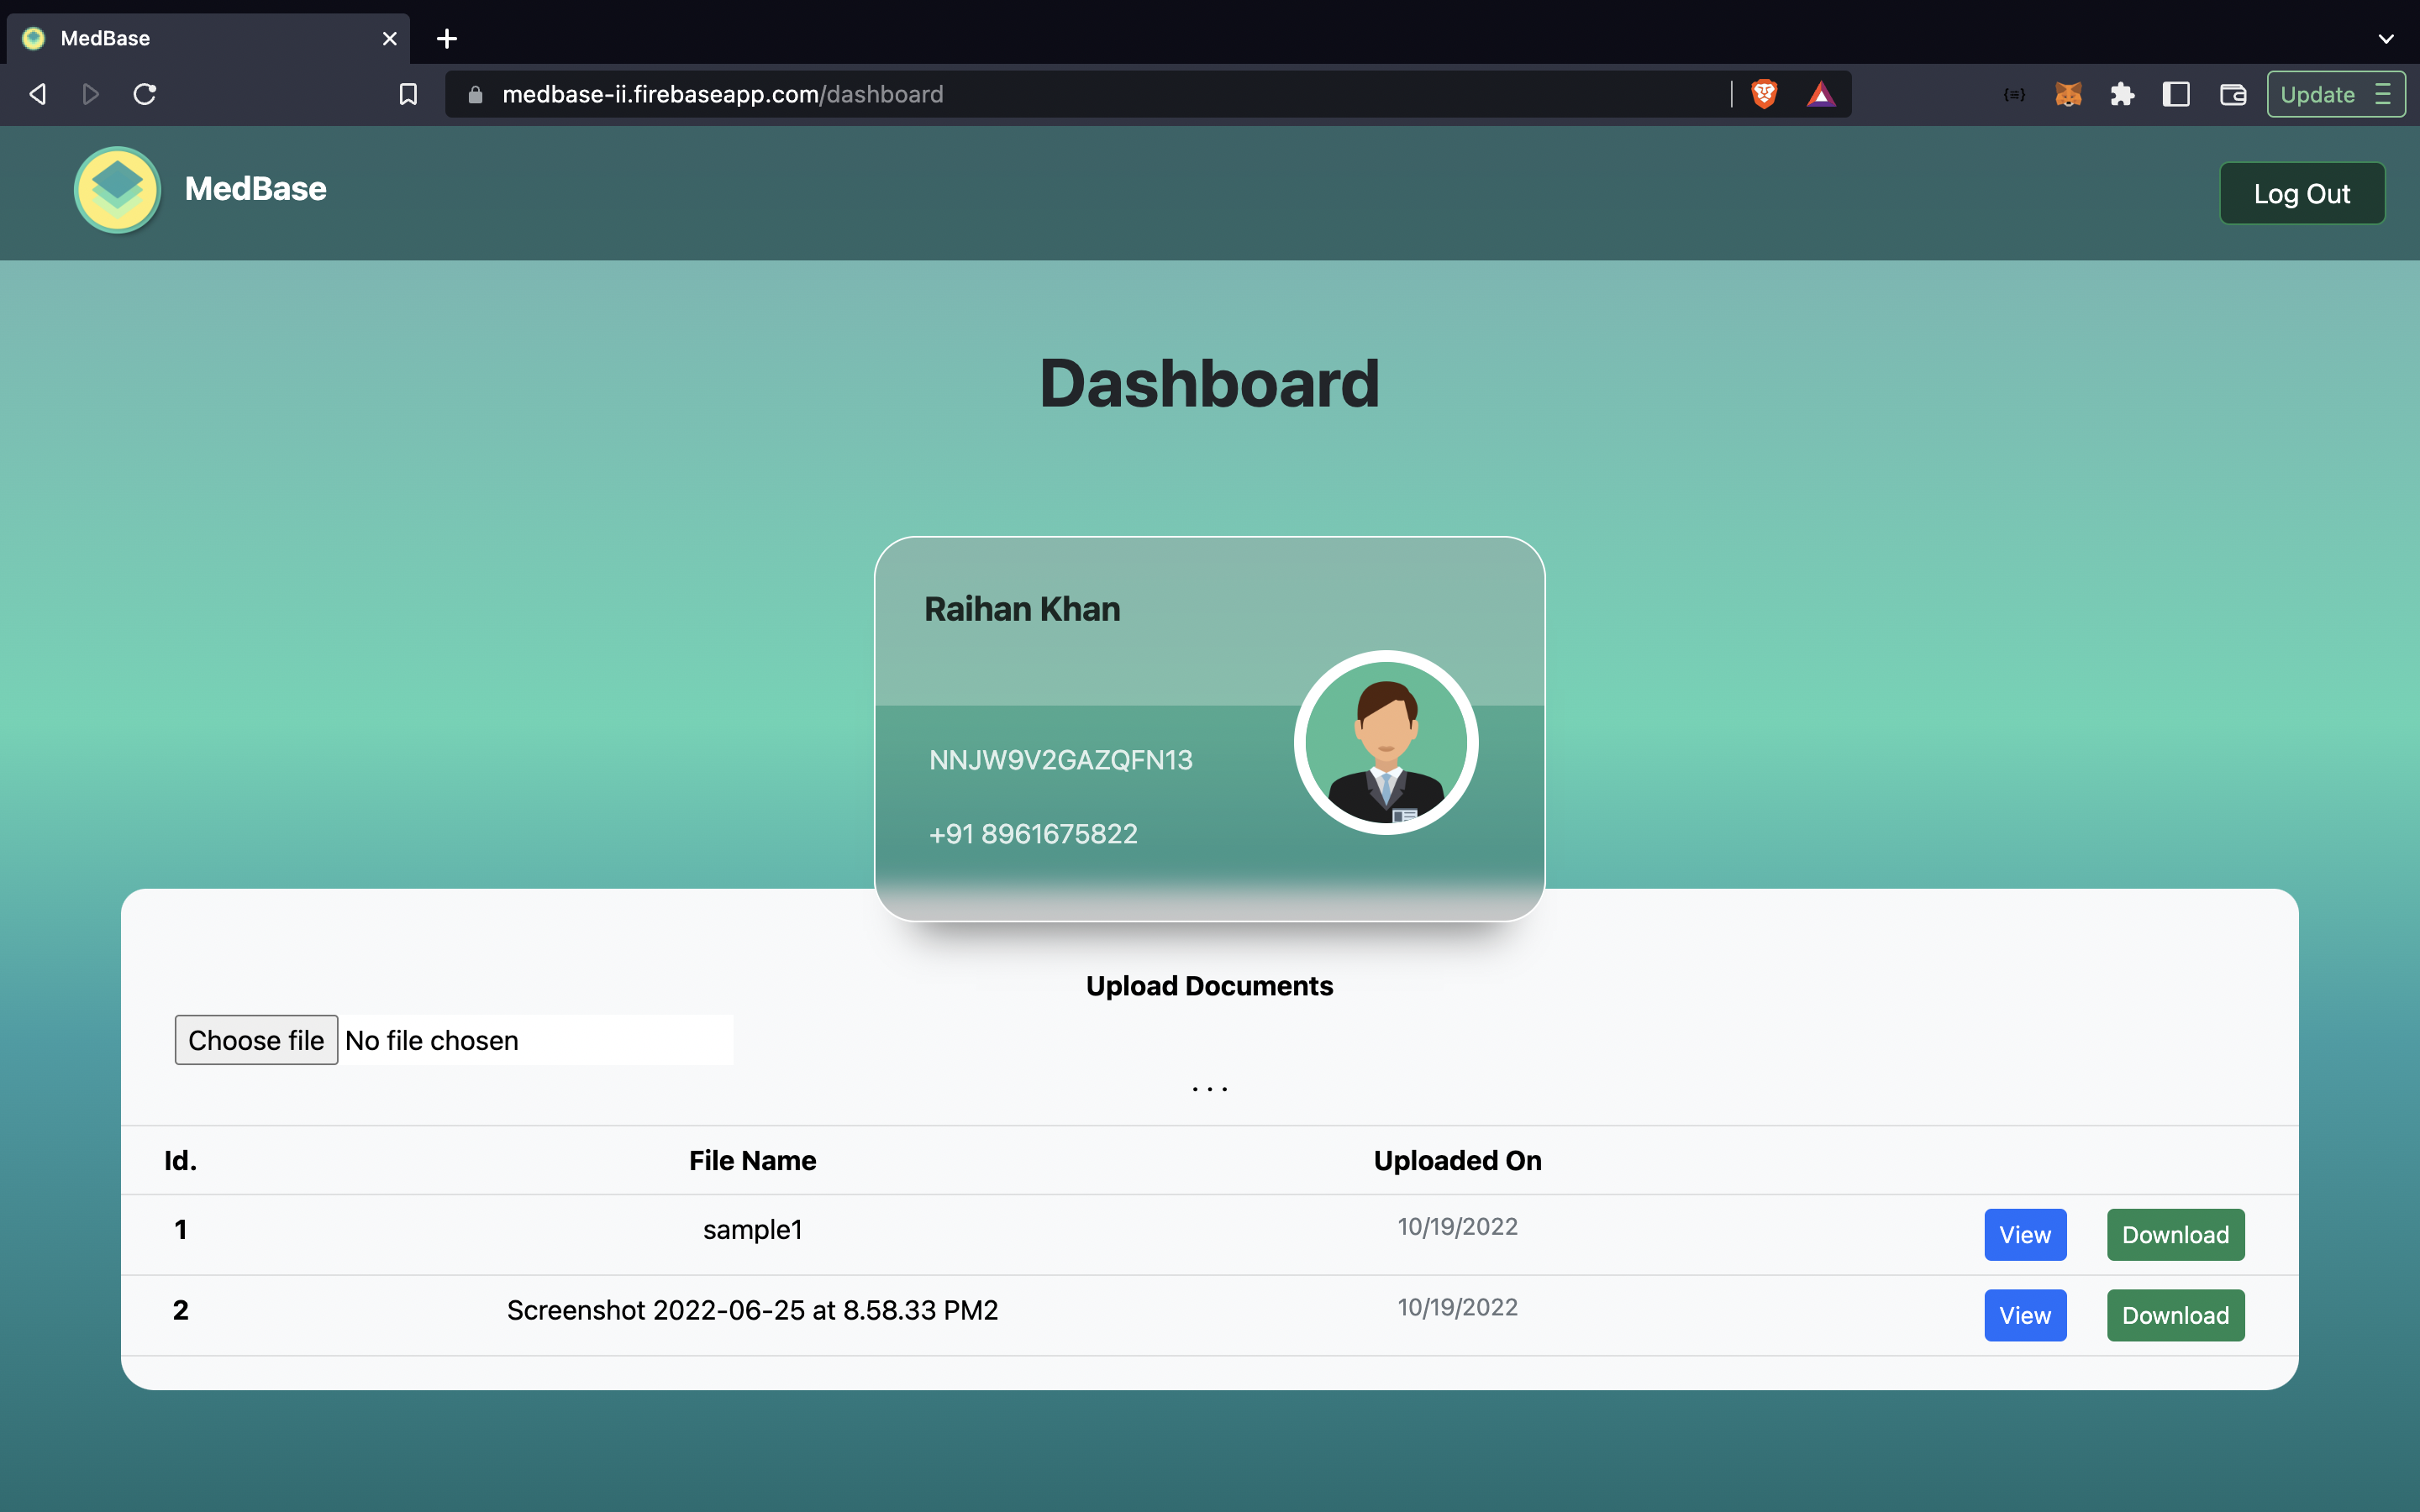 MedBase
medbase-ii.firebaseapp.com/dashboard
Update
MedBase
Log Out
Dashboard
Raihan Khan
NNJW9V2GAZQFN13
+91 8961675822
Upload Documents
Choose file No file chosen
...
Id. File Name Uploaded On
1 sample1 10/19/2022 View Download
2 Screenshot 2022-06-25 at 8.58.33 PM2 10/19/2022 View Download